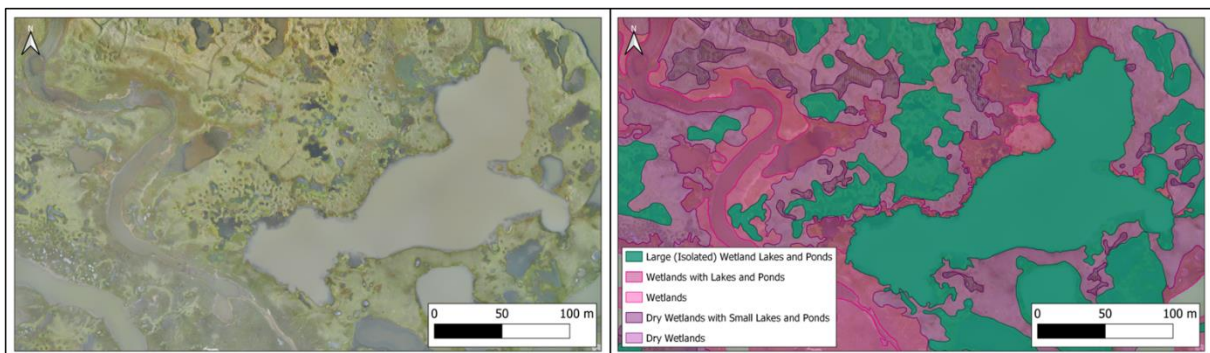 N
0 50 100 m
N
Large (Isolated) Wetland Lakes and Ponds
Wetlands with Lakes and Ponds
Wetlands
Dry Wetlands with Small Lakes and Ponds
Dry Wetlands
0 50 100 m